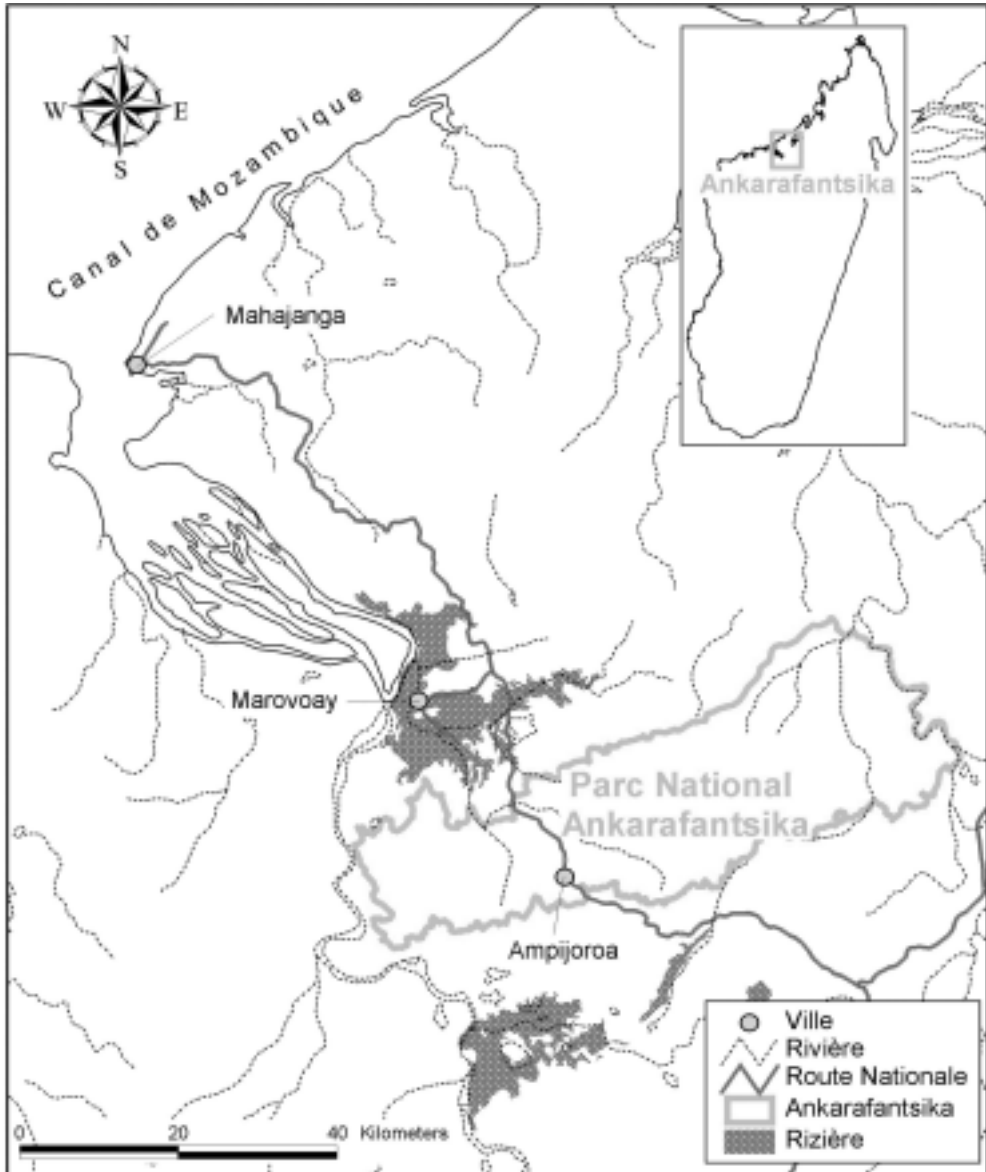 N
W E
S
Canal de Mozambique
Ankarafantsika
Mahajanga
Marovoay
Parc National
Ankarafantsika
Ampijoroa
Ville
Rivière
Route Nationale
Ankarafantsika
Rizière
0 20 40 Kilometers